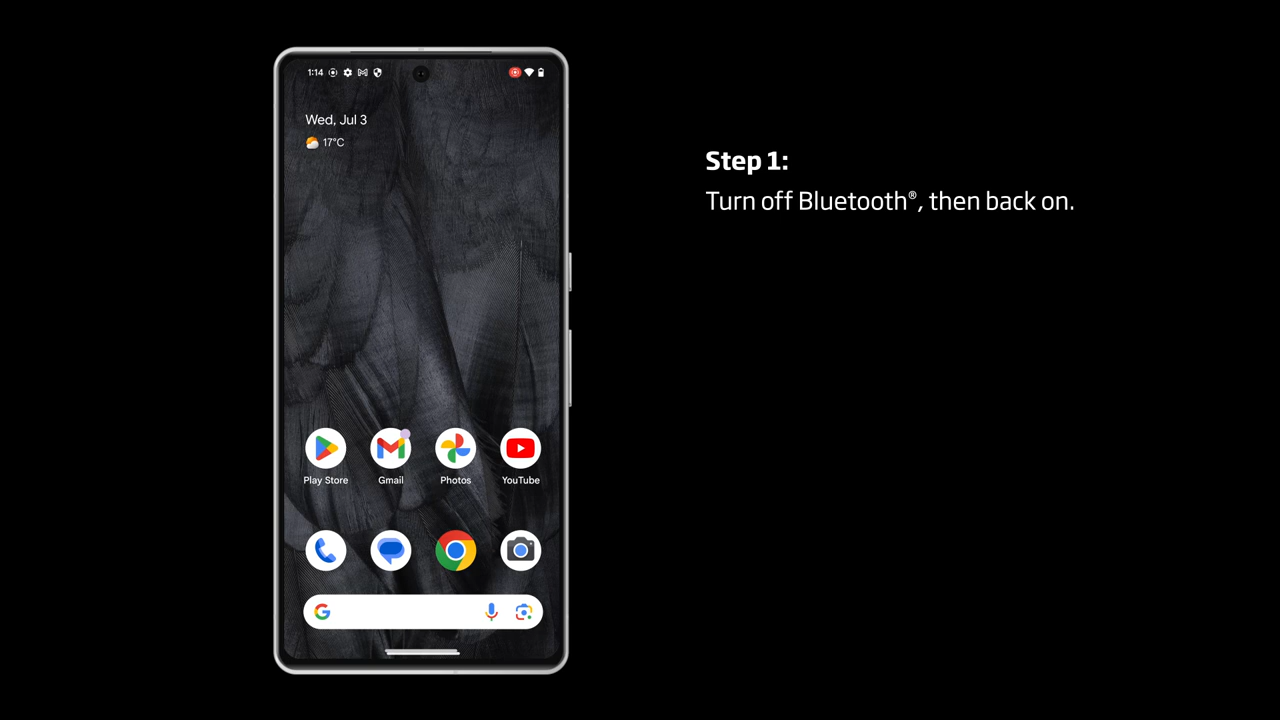 1:14
Wed, Jul 3
17°C
Step 1:
Turn off Bluetooth®, then back on.
Play Store Gmail Photos YouTube
G